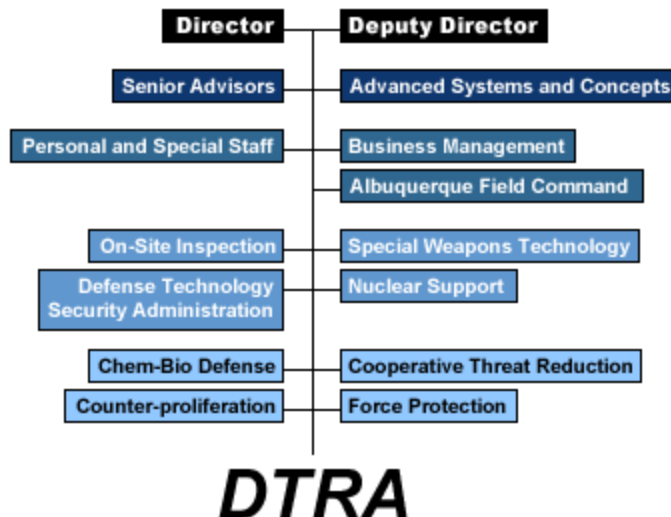 Director
Deputy Director
Senior Advisors
Advanced Systems and Concepts
Personal and Special Staff
Business Management
Albuquerque Field Command
On-Site Inspection
Special Weapons Technology
Defense Technology
Security Administration
Nuclear Support
Chem-Bio Defense
Cooperative Threat Reduction
Counter-proliferation
Force Protection
DTRA